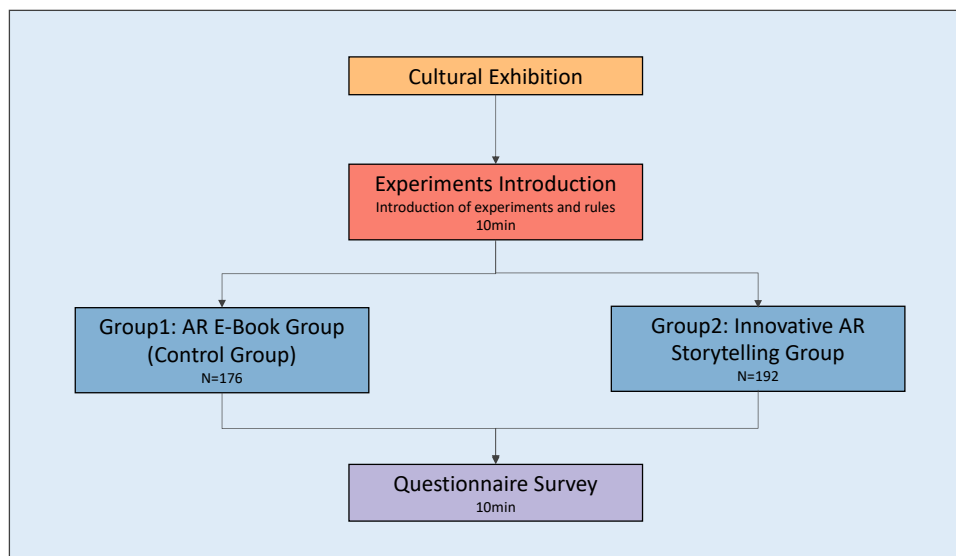 Cultural Exhibition
Experiments Introduction
Introduction of experiments and rules
10min
Group1: AR E-Book Group
(Control Group)
N=176
Group2: Innovative AR
Storytelling Group
N=192
Questionnaire Survey
10min